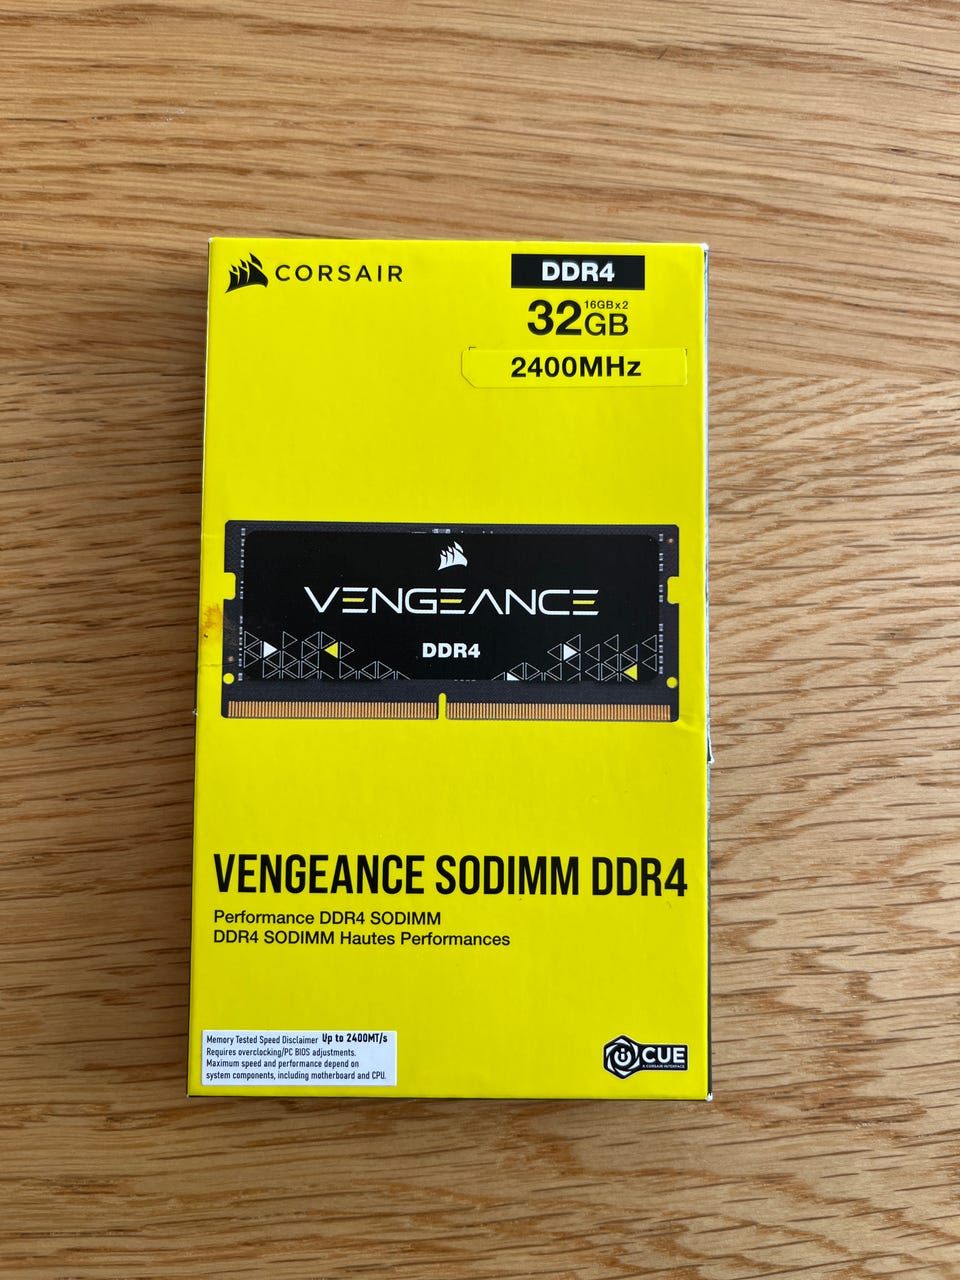 CORSAIR
DDR4
32GB 16GBx2
2400MHz
VENGEANCE
DDR4
VENGEANCE SODIMM DDR4
Performance DDR4 SODIMM
DDR4 SODIMM Hautes Performances
Memory Tested Speed Disclaimer Up to 2400MT/s
Requires overclocking/PC BIOS adjustments.
Maximum speed and performance depend on
system components, including motherboard and CPU.
iCUE
A CORSAIR INTERFACE